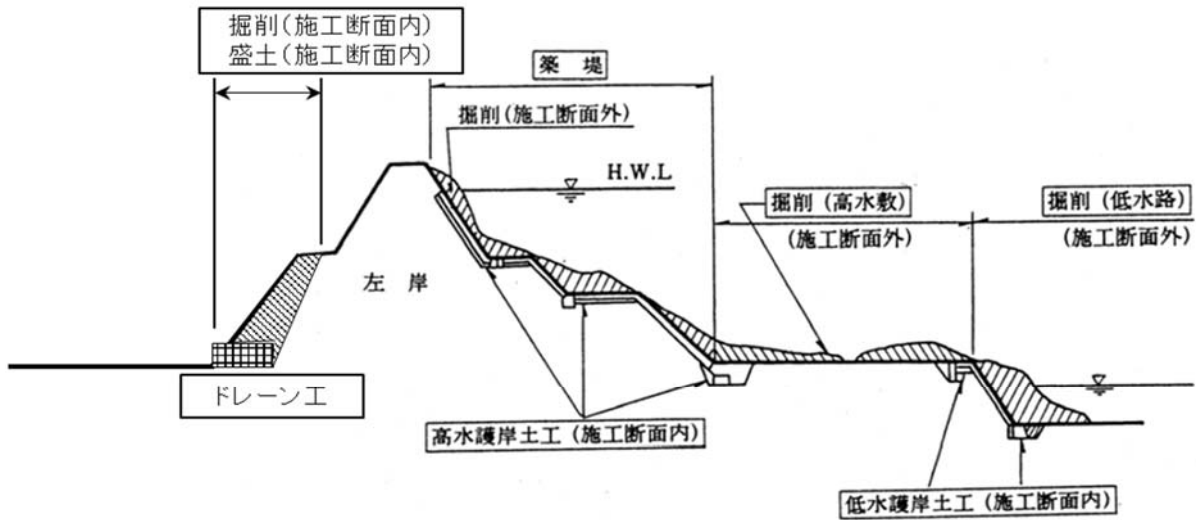 掘削(施工断面内)
盛土(施工断面内)
築 堤
掘削(施工断面外)
H.W.L
掘削(高水敷)
(施工断面外)
掘削(低水路)
(施工断面外)
左 岸
ドレーン工
高水護岸土工(施工断面内)
低水護岸土工(施工断面内)